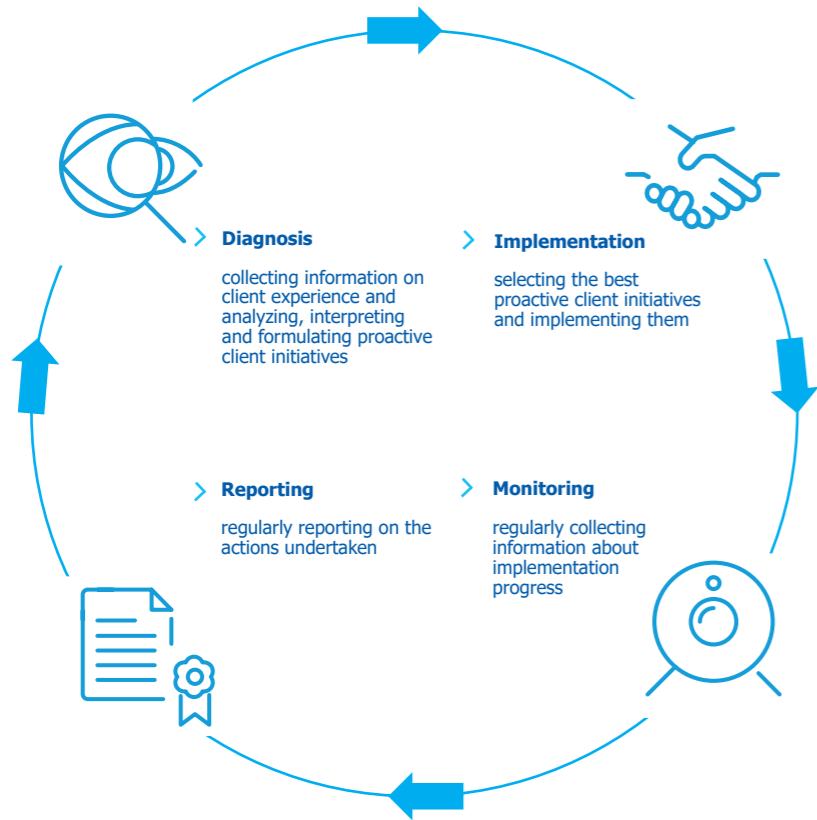 Diagnosis
collecting information on
client experience and
analyzing, interpreting
and formulating proactive
client initiatives
Implementation
selecting the best
proactive client initiatives
and implementing them
Reporting
regularly reporting on the
actions undertaken
Monitoring
regularly collecting
information about
implementation
progress